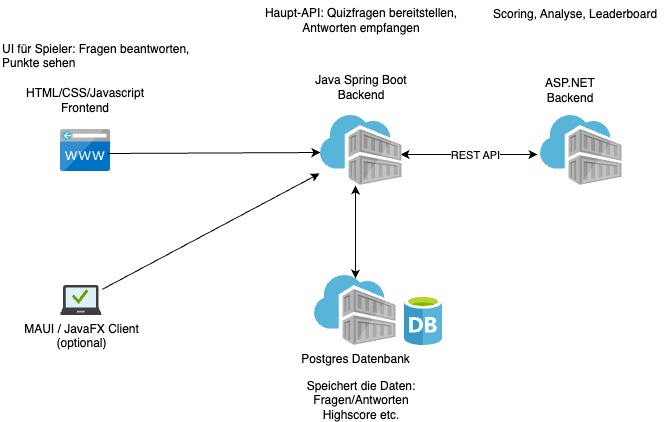 Haupt-API: Quizfragen bereitstellen,
Antworten empfangen
Scoring, Analyse, Leaderboard
UI für Spieler: Fragen beantworten,
Punkte sehen
HTML/CSS/Javascript
Frontend
Java Spring Boot
Backend
ASP.NET
Backend
WWW
REST API
MAUI / JavaFX Client
(optional)
DB
Postgres Datenbank
Speichert die Daten:
Fragen/Antworten
Highscore etc.